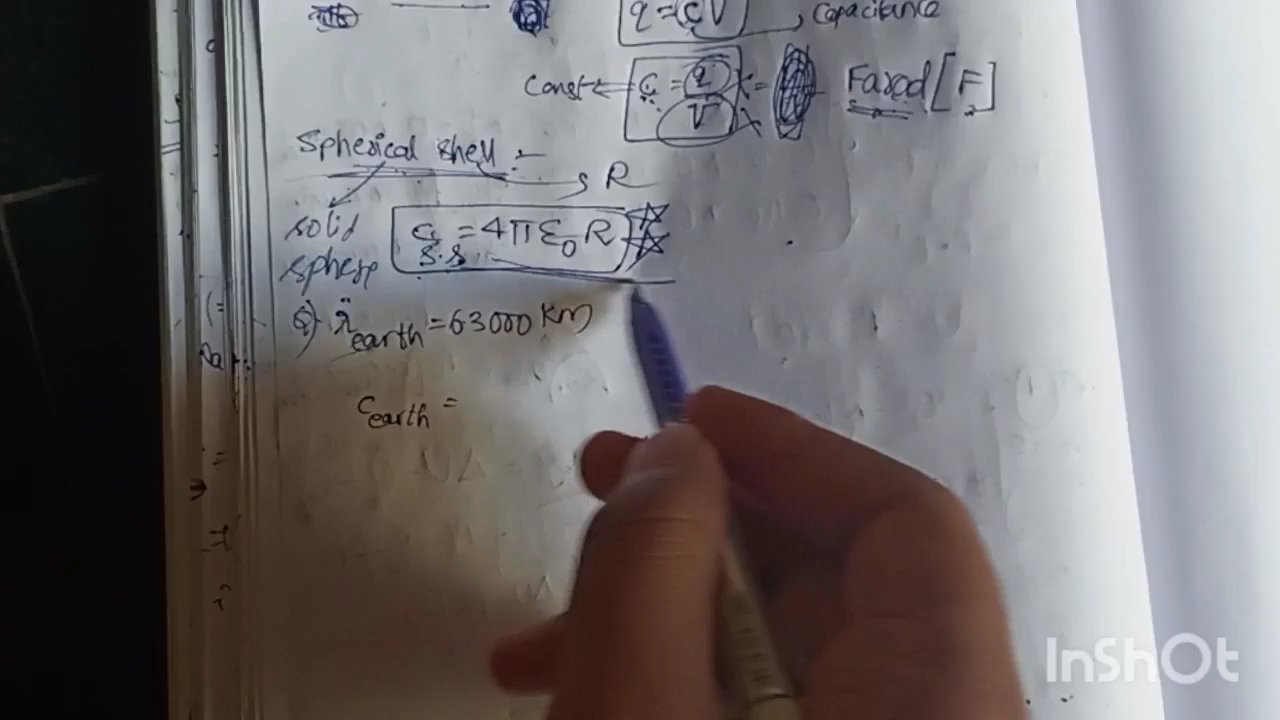 q = CV → Capacitance
Const ← C = q/V = Farad [F]
Spherical shell :- → R
solid sphere
C s.s = 4πε₀R
Q) r earth = 63000 Km
C earth =
InShOt